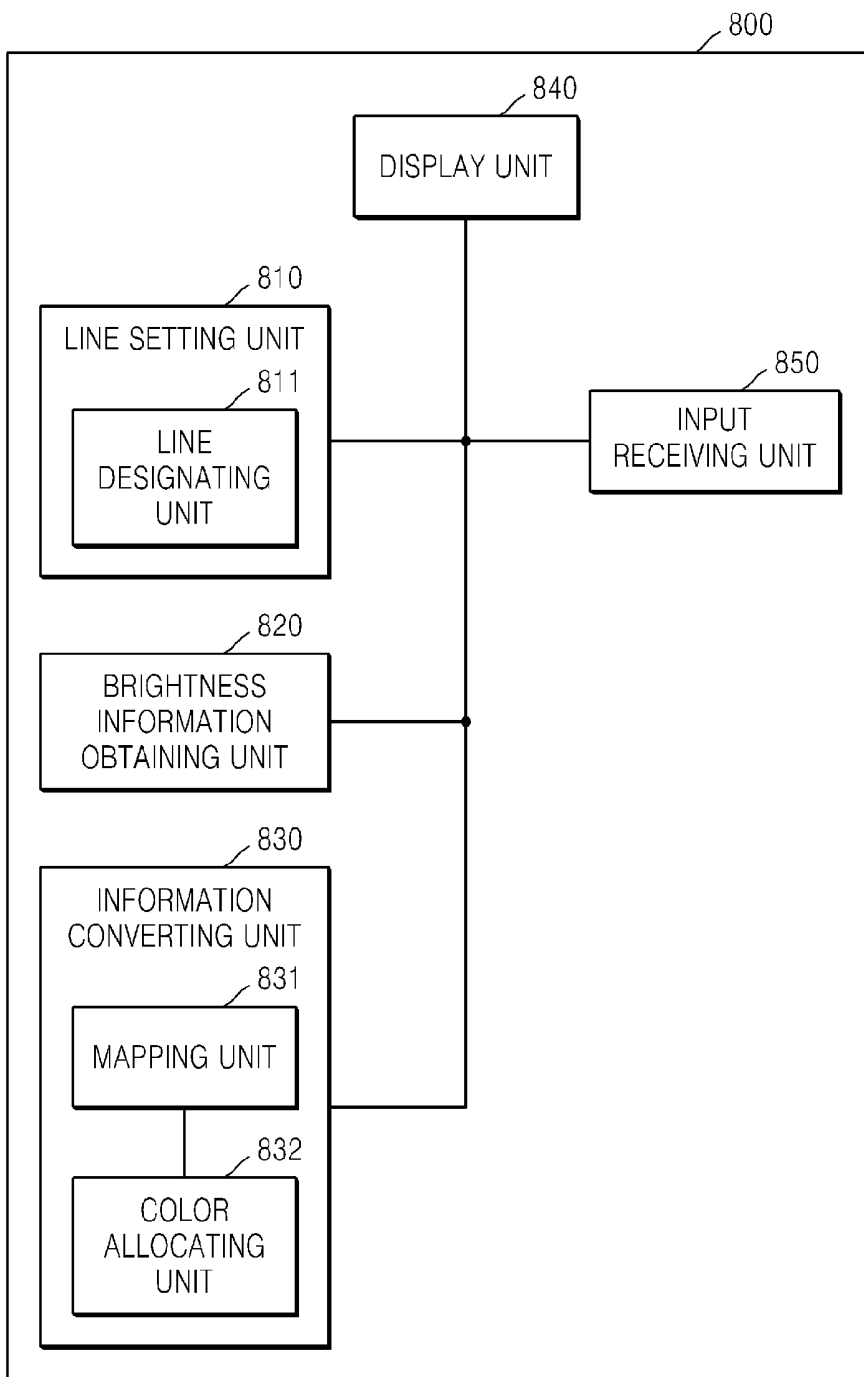 800
840
DISPLAY UNIT
810
LINE SETTING UNIT
811
LINE
DESIGNATING
UNIT
850
INPUT
RECEIVING UNIT
820
BRIGHTNESS
INFORMATION
OBTAINING UNIT
830
INFORMATION
CONVERTING UNIT
831
MAPPING UNIT
832
COLOR
ALLOCATING
UNIT